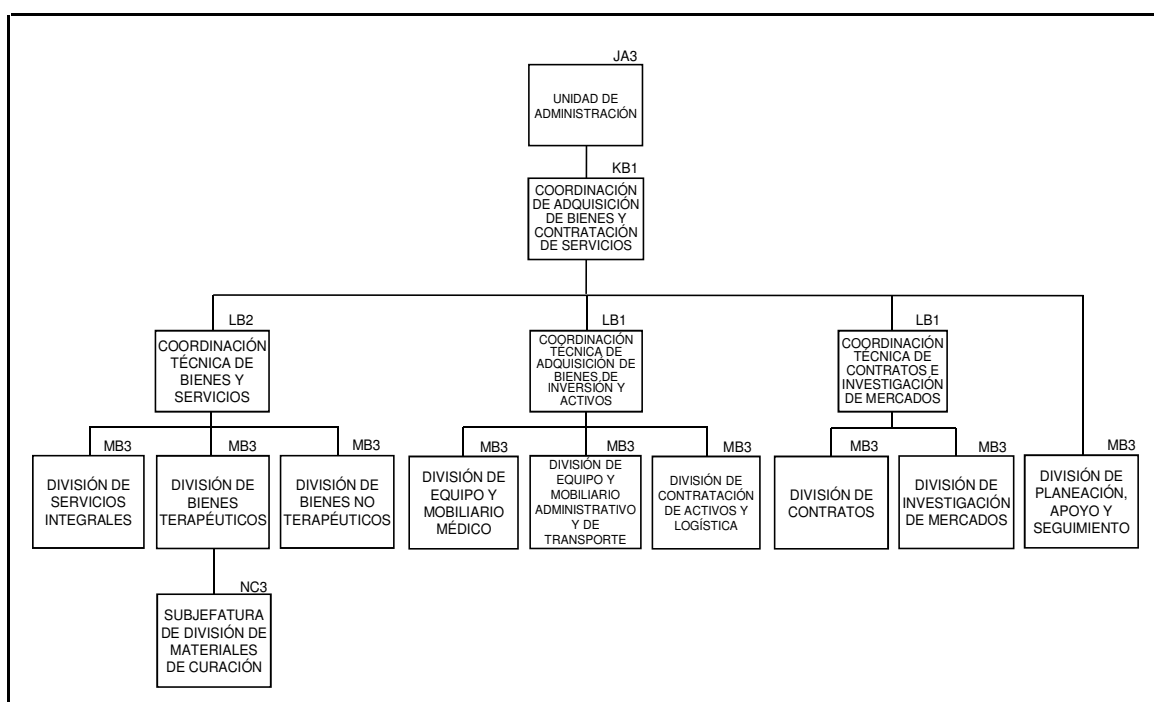 JA3
UNIDAD DE
ADMINISTRACIÓN
KB1
COORDINACIÓN
DE ADQUISICIÓN
DE BIENES Y
CONTRATACIÓN
DE SERVICIOS
LB2
COORDINACIÓN
TÉCNICA DE
BIENES Y
SERVICIOS
LB1
COORDINACIÓN
TÉCNICA DE
ADQUISICIÓN DE
BIENES DE
INVERSIÓN Y
ACTIVOS
LB1
COORDINACIÓN
TÉCNICA DE
CONTRATOS E
INVESTIGACIÓN
DE MERCADOS
MB3
DIVISIÓN DE
SERVICIOS
INTEGRALES
MB3
DIVISIÓN DE
BIENES
TERAPÉUTICOS
MB3
DIVISIÓN DE
BIENES NO
TERAPÉUTICOS
MB3
DIVISIÓN DE
EQUIPO Y
MOBILIARIO
MÉDICO
MB3
DIVISIÓN DE
EQUIPO Y
MOBILIARIO
ADMINISTRATIVO
Y DE
TRANSPORTE
MB3
DIVISIÓN DE
CONTRATACIÓN
DE ACTIVOS Y
LOGÍSTICA
MB3
DIVISIÓN DE
CONTRATOS
MB3
DIVISIÓN DE
INVESTIGACIÓN
DE MERCADOS
MB3
DIVISIÓN DE
PLANEACIÓN,
APOYO Y
SEGUIMIENTO
NC3
SUBJEFATURA
DE DIVISIÓN DE
MATERIALES
DE CURACIÓN